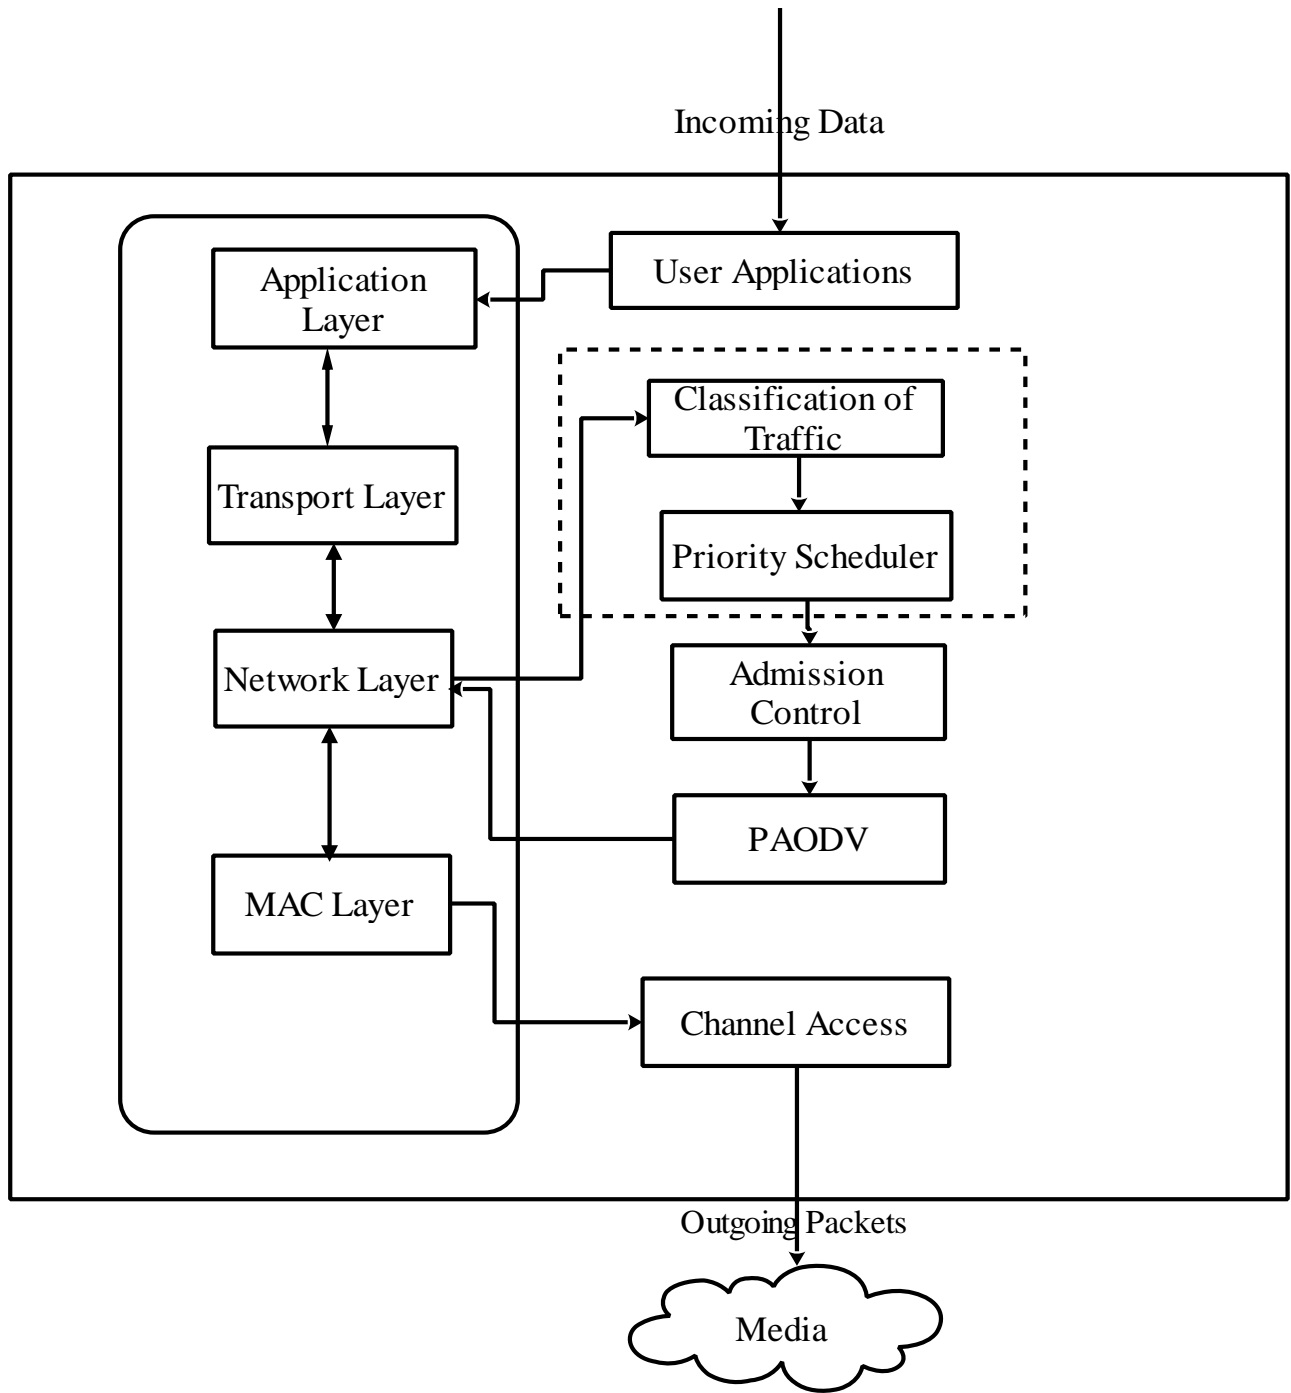 Incoming Data
User Applications
Application
Layer
Classification of
Traffic
Transport Layer
Priority Scheduler
Network Layer
Admission
Control
PAODV
MAC Layer
Channel Access
Outgoing Packets
Media